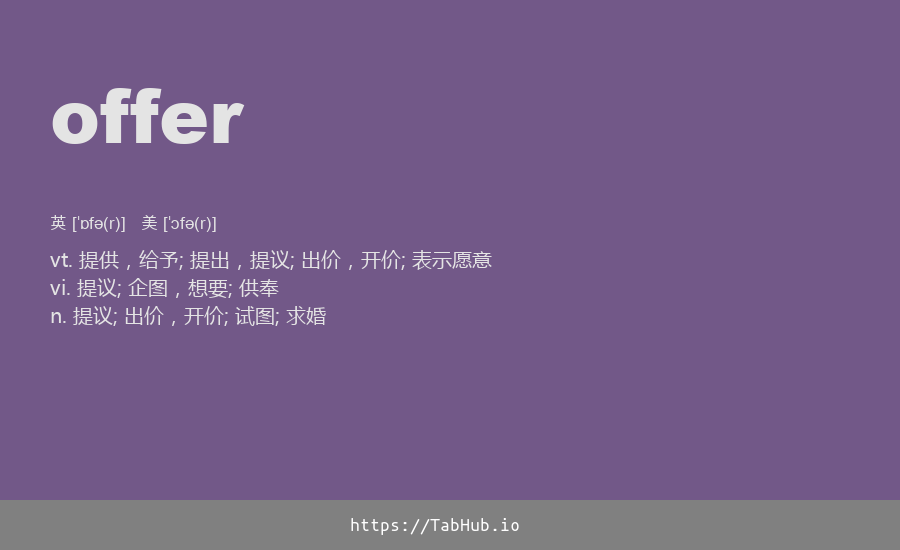 offer
英 [ˈɒfə(r)] 美 [ˈɔfə(r)]
vt. 提供，给予; 提出，提议; 出价，开价; 表示愿意
vi. 提议; 企图，想要; 供奉
n. 提议; 出价，开价; 试图; 求婚
https://TabHub.io